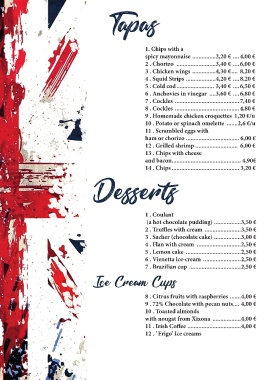 Tapas
1. Chips with a
spicy mayonnaise ............ 2,20 € .... 4,00 €
2 . Chorizo .................... 3,40 € .... 6,00 €
3 . Chicken wings ............ 4,30 €.... 8,20 €
4 . Squid Strips ............... 4,20 € .... 8,20 €
5 . Cold cod ..................... 3,40 € .... 6,50 €
6 . Anchovies in vinegar .... 3,60 € .... 6,80 €
7 . Cockles .................................. 7,40 €
8 . Cockles .................................. 4,80 €
9 . Homemade chicken croquettes 1,20 €/u
10 . Potato or spinach omelette ....... 2,6 €/u
11 . Scrambled eggs with
ham or chorizo ........................... 6,00 €
12 . Grilled shrimp ...................... 6,00 €
13 . Chips with cheese
and bacon.................................. 4,90€
14 . Chips ................................... 3,20 €
Desserts
1 . Coulant
(a hot chocolate pudding) ............. 3,50 €
2 . Truffles with cream .................. 3,50 €
3 . Sacher (chocolate cake) ............. 3,00 €
4 . Flan with cream ...................... 2,50 €
5 . Lemon cake ............................ 2,50 €
6 . Vienetta ice-cream ................... 2,50 €
7 . Brazilian cup .......................... 2,50 €
Ice Cream Cups
8 . Citrus fruits with raspberries ...... 4,00 €
9 . 72% Chocolate with pecan nuts.... 4,00 €
10 . Toasted almonds
with nougat from Xixona .............. 4,00 €
11 . Irish Coffee .......................... 4,00 €
12 . 'Frigo' Ice creams